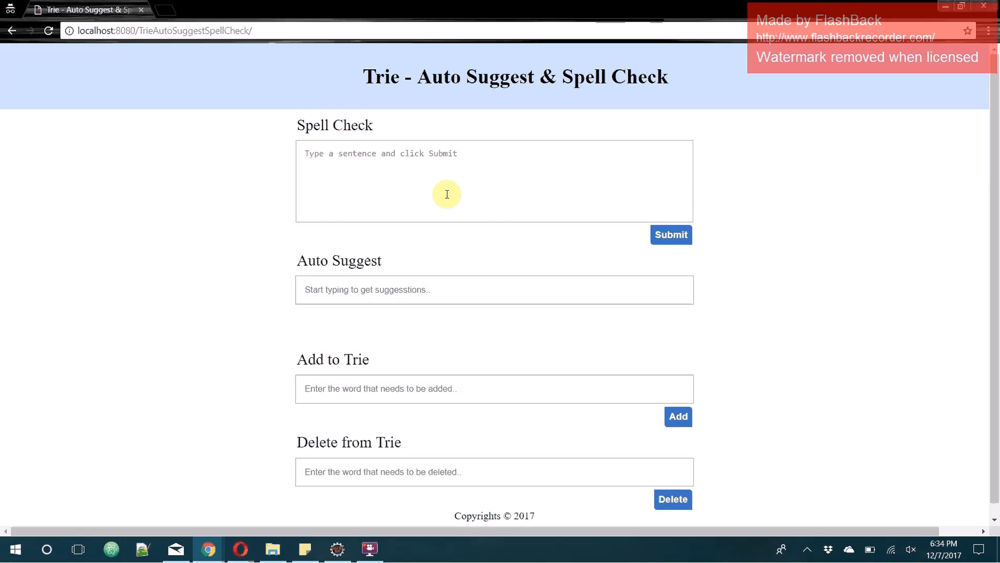 Trie - Auto Suggest & Sp
localhost:8080/TrieAutoSuggestSpellCheck/
Made by FlashBack
http://www.flashbackrecorder.com/
Watermark removed when licensed
Trie - Auto Suggest & Spell Check
Spell Check
Type a sentence and click Submit
Submit
Auto Suggest
Start typing to get suggesstions..
Add to Trie
Enter the word that needs to be added..
Add
Delete from Trie
Enter the word that needs to be deleted..
Delete
Copyrights © 2017
6:34 PM
12/7/2017